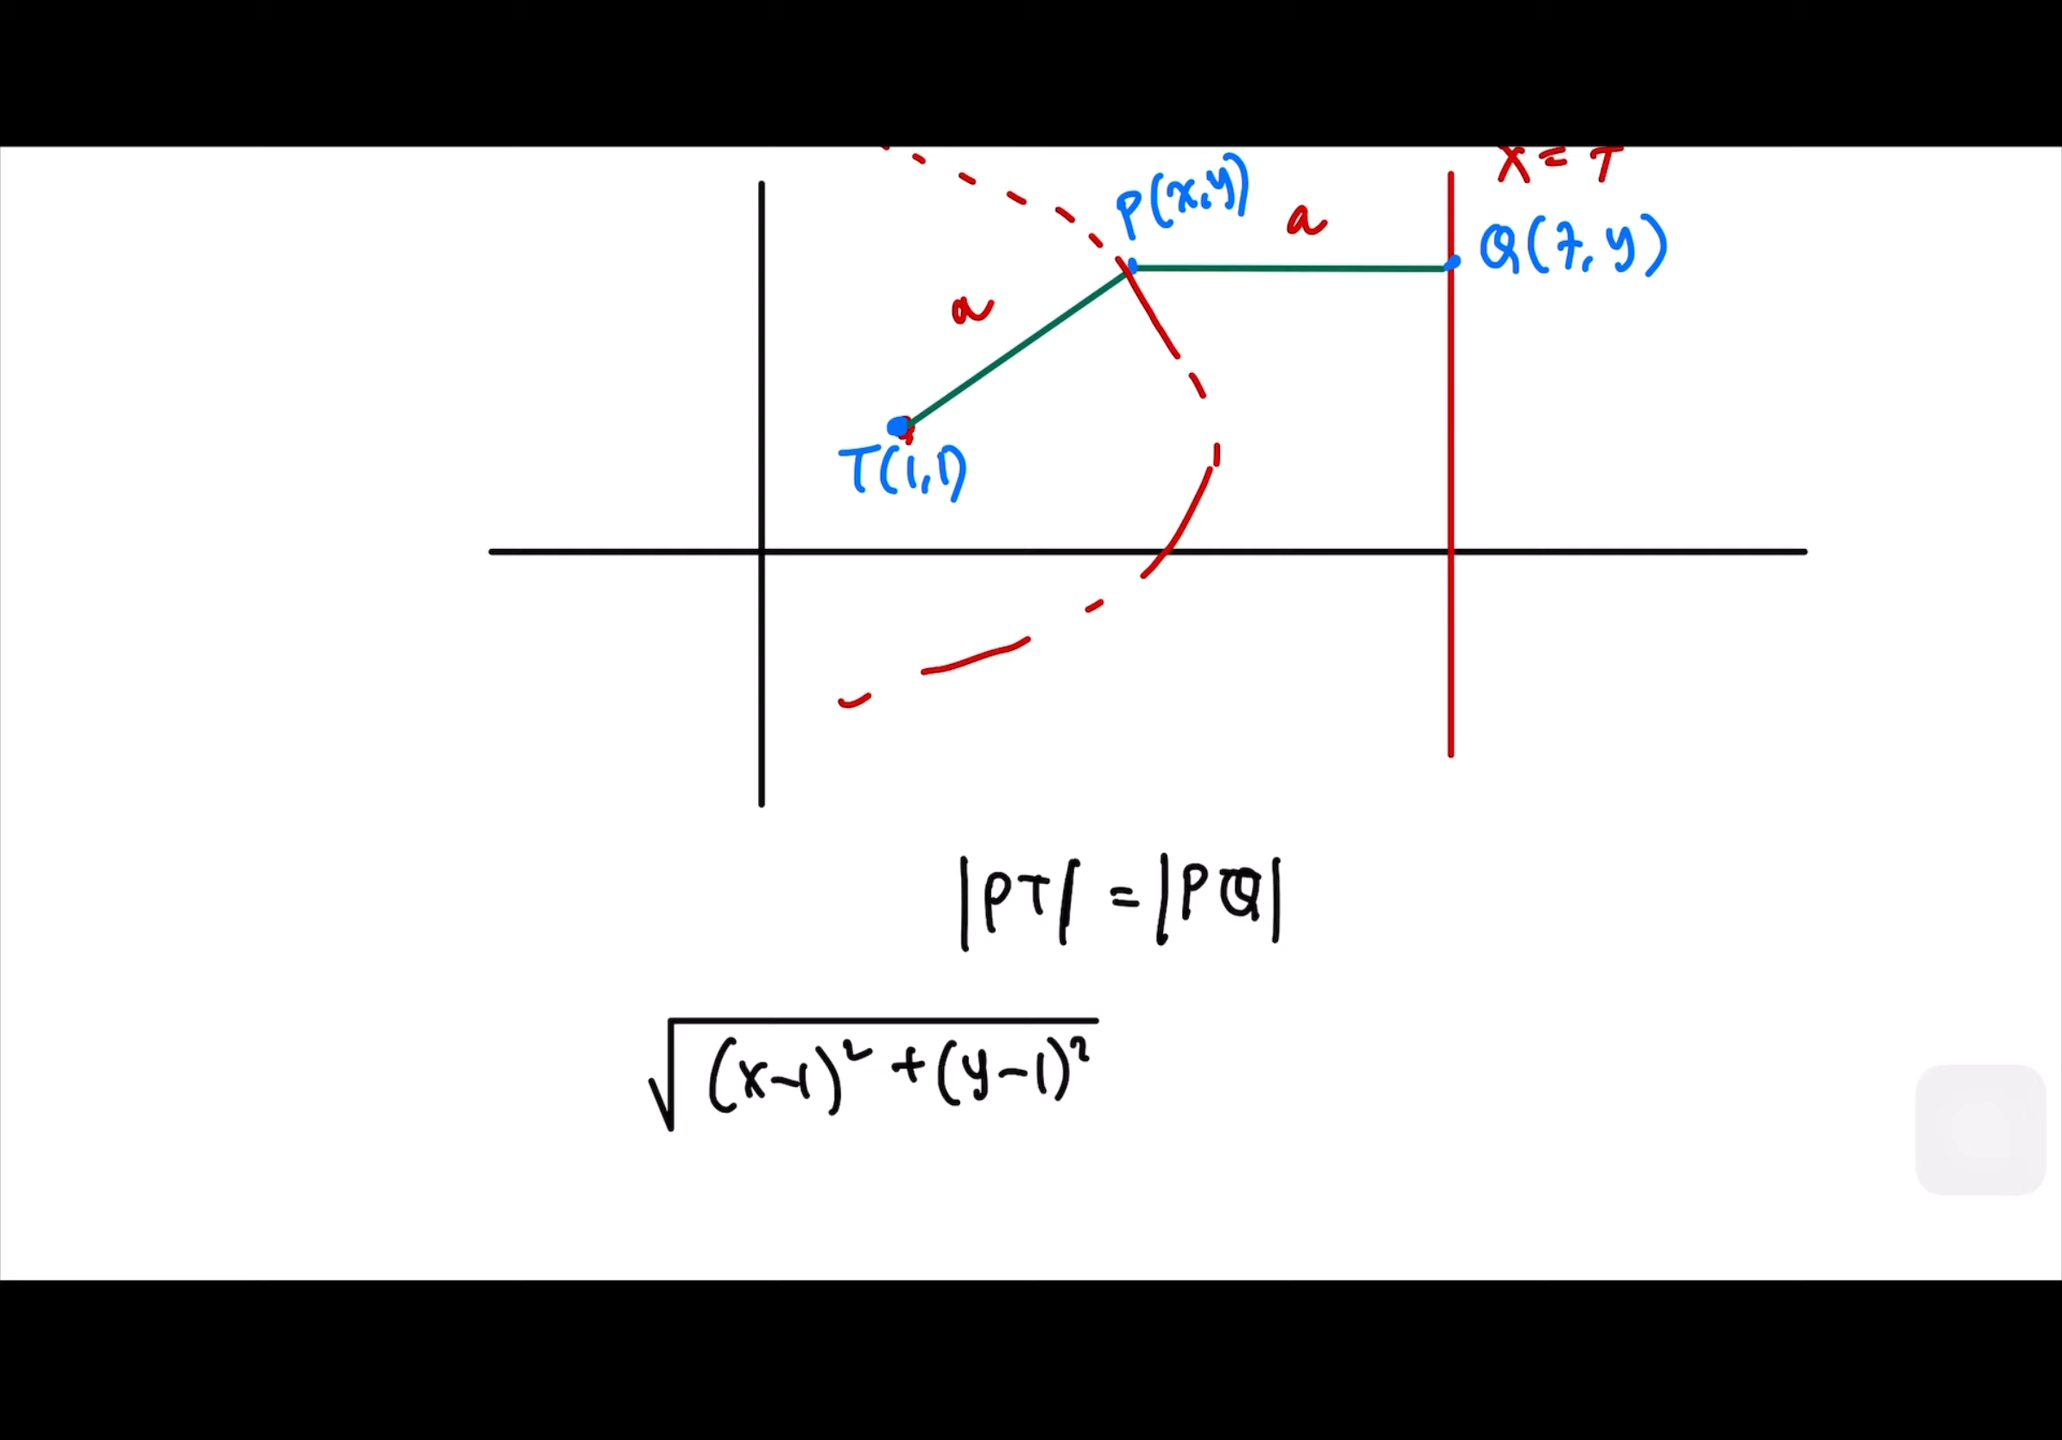 x = 7
P(x,y)
a
Q(7,y)
a
T(1,1)
|PT| = |PQ|
√(x-1)² + (y-1)²